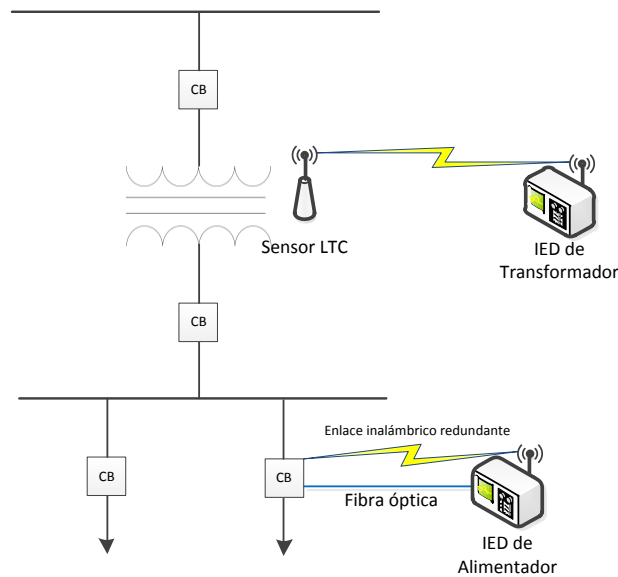 CB
Sensor LTC
IED de
Transformador
CB
Enlace inalámbrico redundante
CB
CB
Fibra óptica
IED de
Alimentador